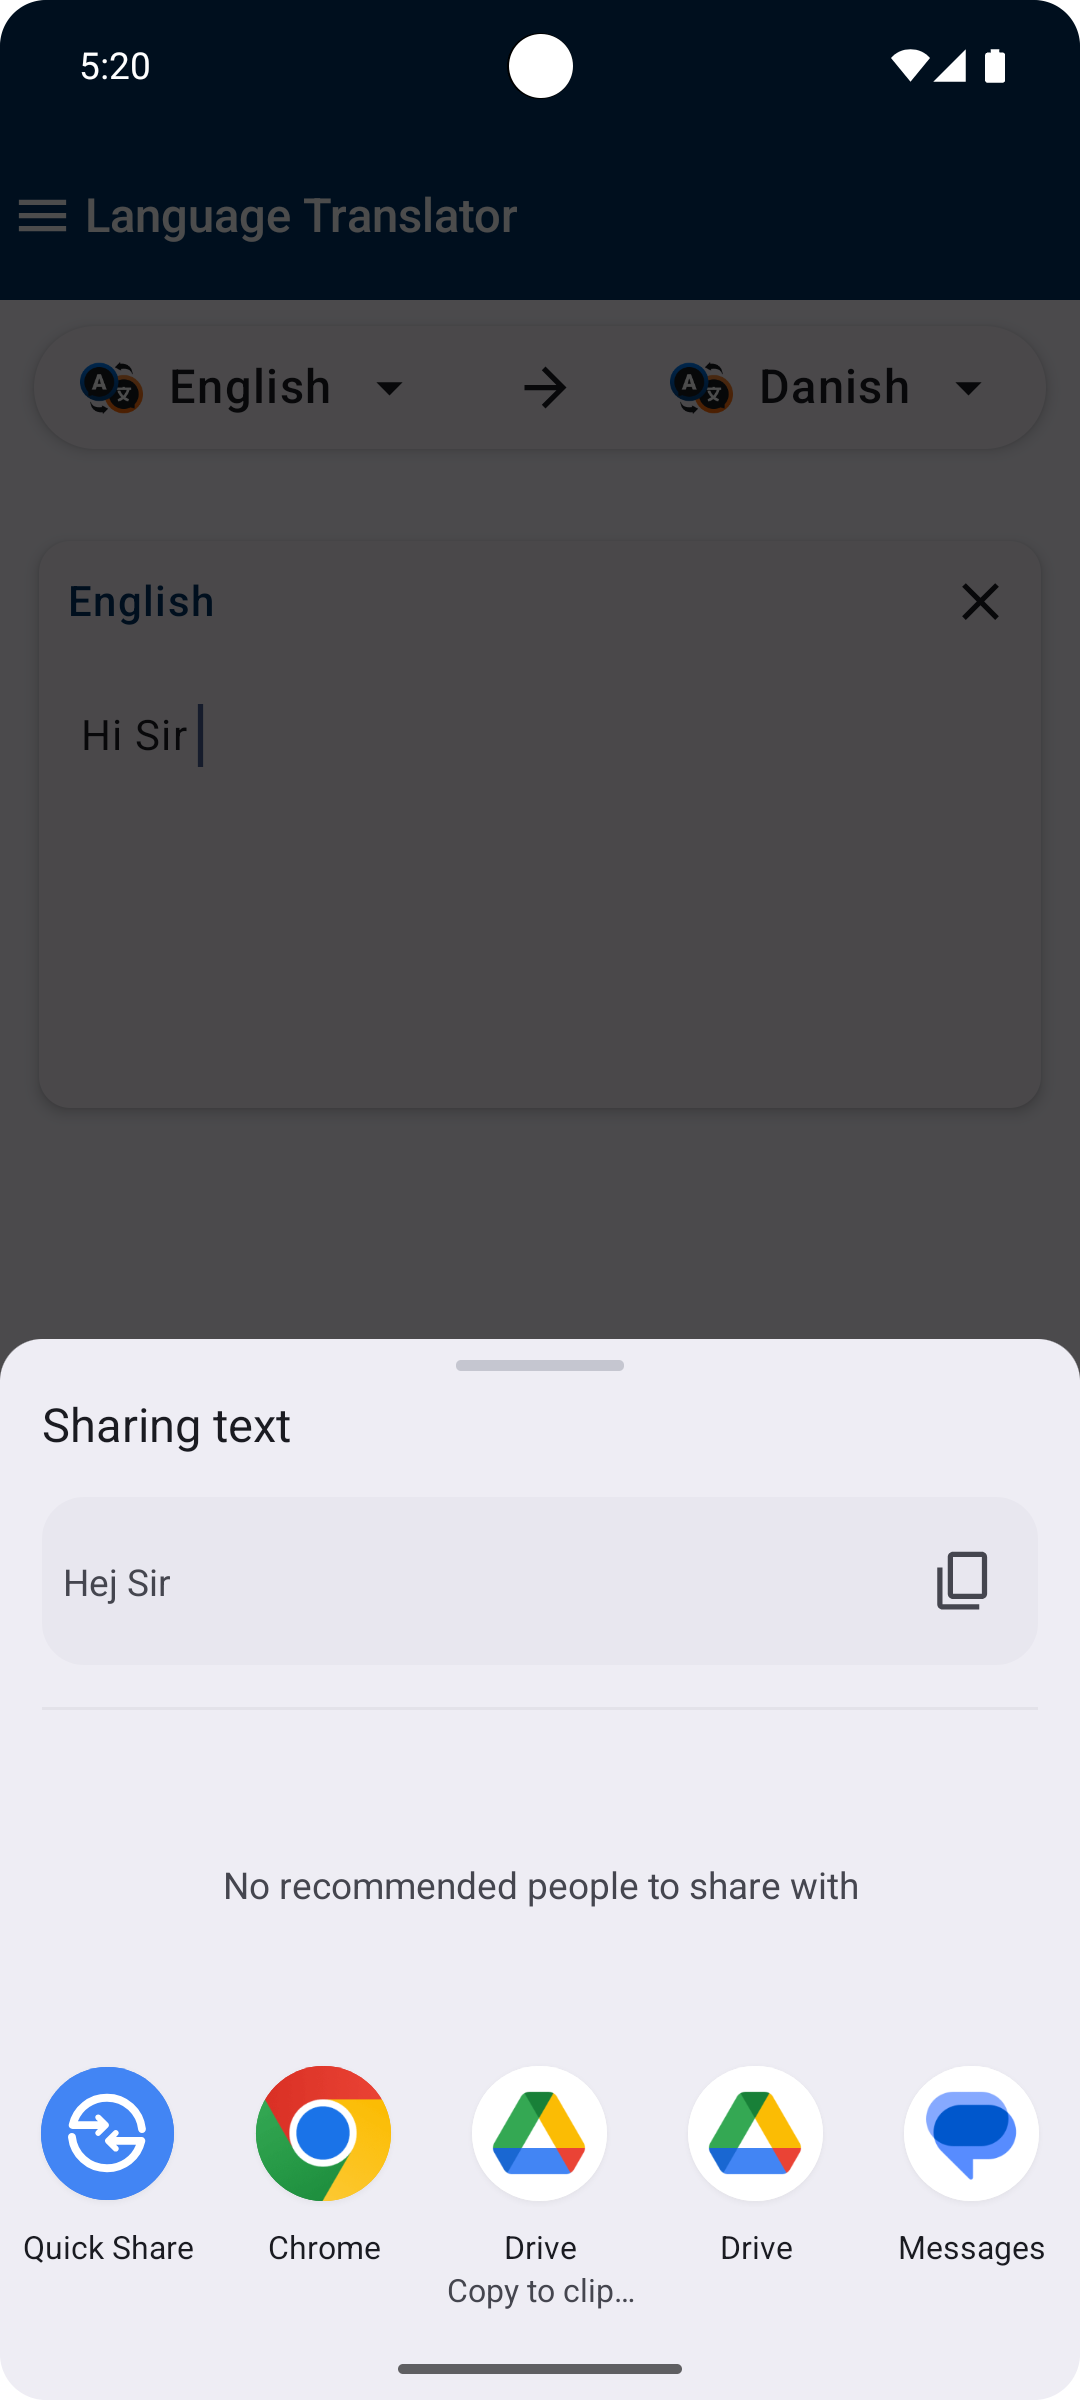 5:20
Language Translator
English
Danish
English
Hi Sir
Sharing text
Hej Sir
No recommended people to share with
Quick Share
Chrome
Drive
Copy to clip...
Drive
Messages